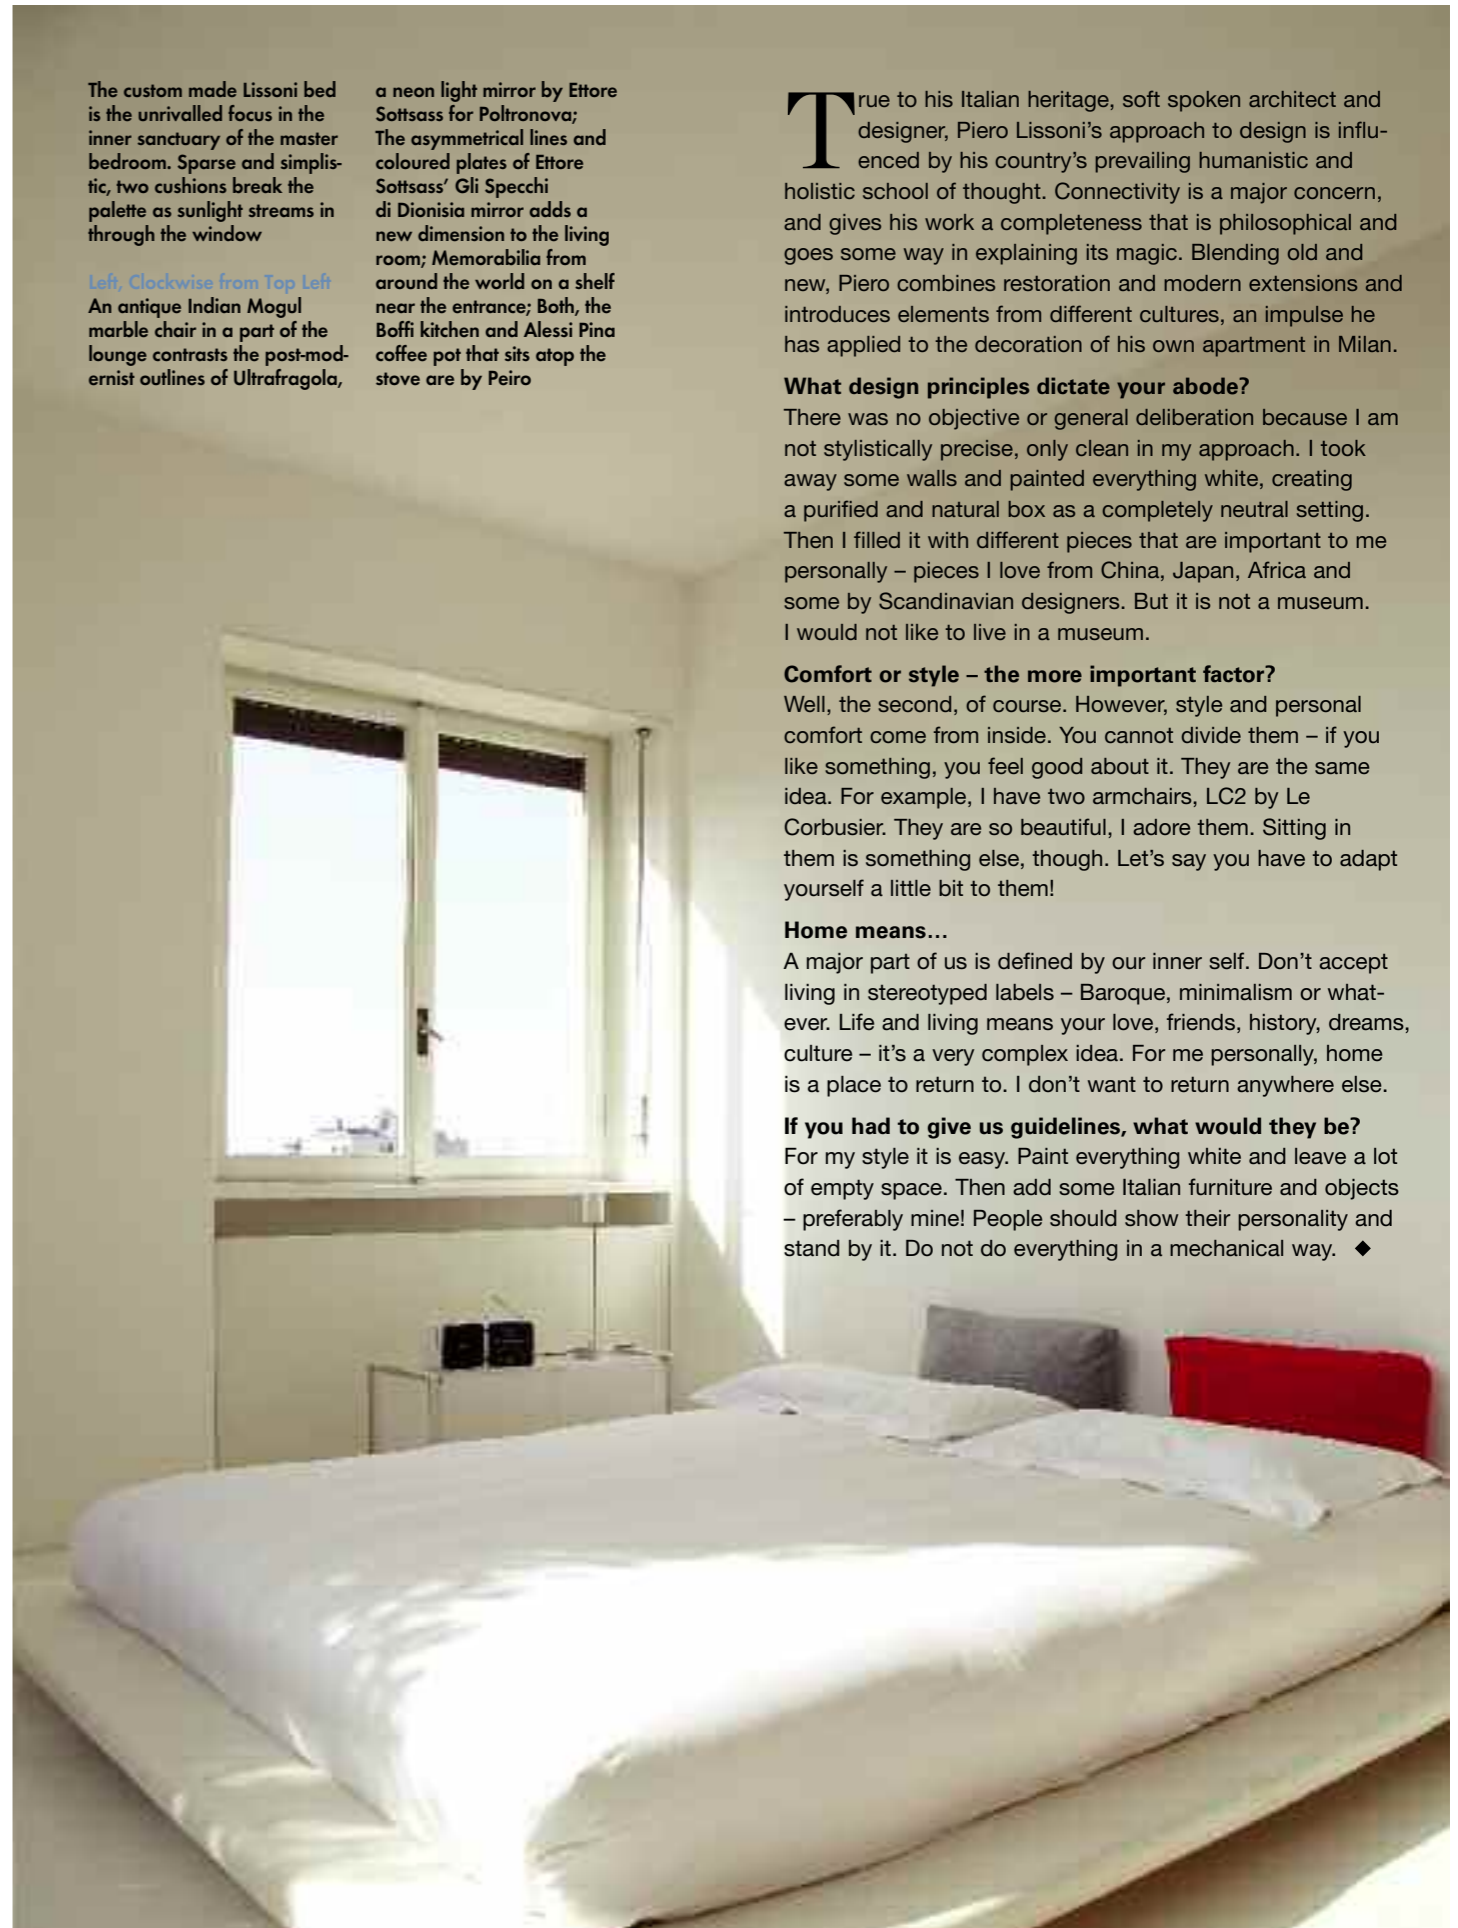 The custom made Lissoni bed
is the unrivalled focus in the
inner sanctuary of the master
bedroom. Sparse and simplis-
tic, two cushions break the
palette as sunlight streams in
through the window
Left, Clockwise from Top Left
An antique Indian Mogul
marble chair in a part of the
lounge contrasts the post-mod-
ernist outlines of Ultrafragola,
a neon light mirror by Ettore
Sottsass for Poltronova;
The asymmetrical lines and
coloured plates of Ettore
Sottsass’ Gli Specchi
di Dionisia mirror adds a
new dimension to the living
room; Memorabilia from
around the world on a shelf
near the entrance; Both, the
Boffi kitchen and Alessi Pina
coffee pot that sits atop the
stove are by Peiro
True to his Italian heritage, soft spoken architect and
designer, Piero Lissoni’s approach to design is influ-
enced by his country’s prevailing humanistic and
holistic school of thought. Connectivity is a major concern,
and gives his work a completeness that is philosophical and
goes some way in explaining its magic. Blending old and
new, Piero combines restoration and modern extensions and
introduces elements from different cultures, an impulse he
has applied to the decoration of his own apartment in Milan.
What design principles dictate your abode?
There was no objective or general deliberation because I am
not stylistically precise, only clean in my approach. I took
away some walls and painted everything white, creating
a purified and natural box as a completely neutral setting.
Then I filled it with different pieces that are important to me
personally – pieces I love from China, Japan, Africa and
some by Scandinavian designers. But it is not a museum.
I would not like to live in a museum.
Comfort or style – the more important factor?
Well, the second, of course. However, style and personal
comfort come from inside. You cannot divide them – if you
like something, you feel good about it. They are the same
idea. For example, I have two armchairs, LC2 by Le
Corbusier. They are so beautiful, I adore them. Sitting in
them is something else, though. Let’s say you have to adapt
yourself a little bit to them!
Home means…
A major part of us is defined by our inner self. Don’t accept
living in stereotyped labels – Baroque, minimalism or what-
ever. Life and living means your love, friends, history, dreams,
culture – it’s a very complex idea. For me personally, home
is a place to return to. I don’t want to return anywhere else.
If you had to give us guidelines, what would they be?
For my style it is easy. Paint everything white and leave a lot
of empty space. Then add some Italian furniture and objects
– preferably mine! People should show their personality and
stand by it. Do not do everything in a mechanical way. ◆